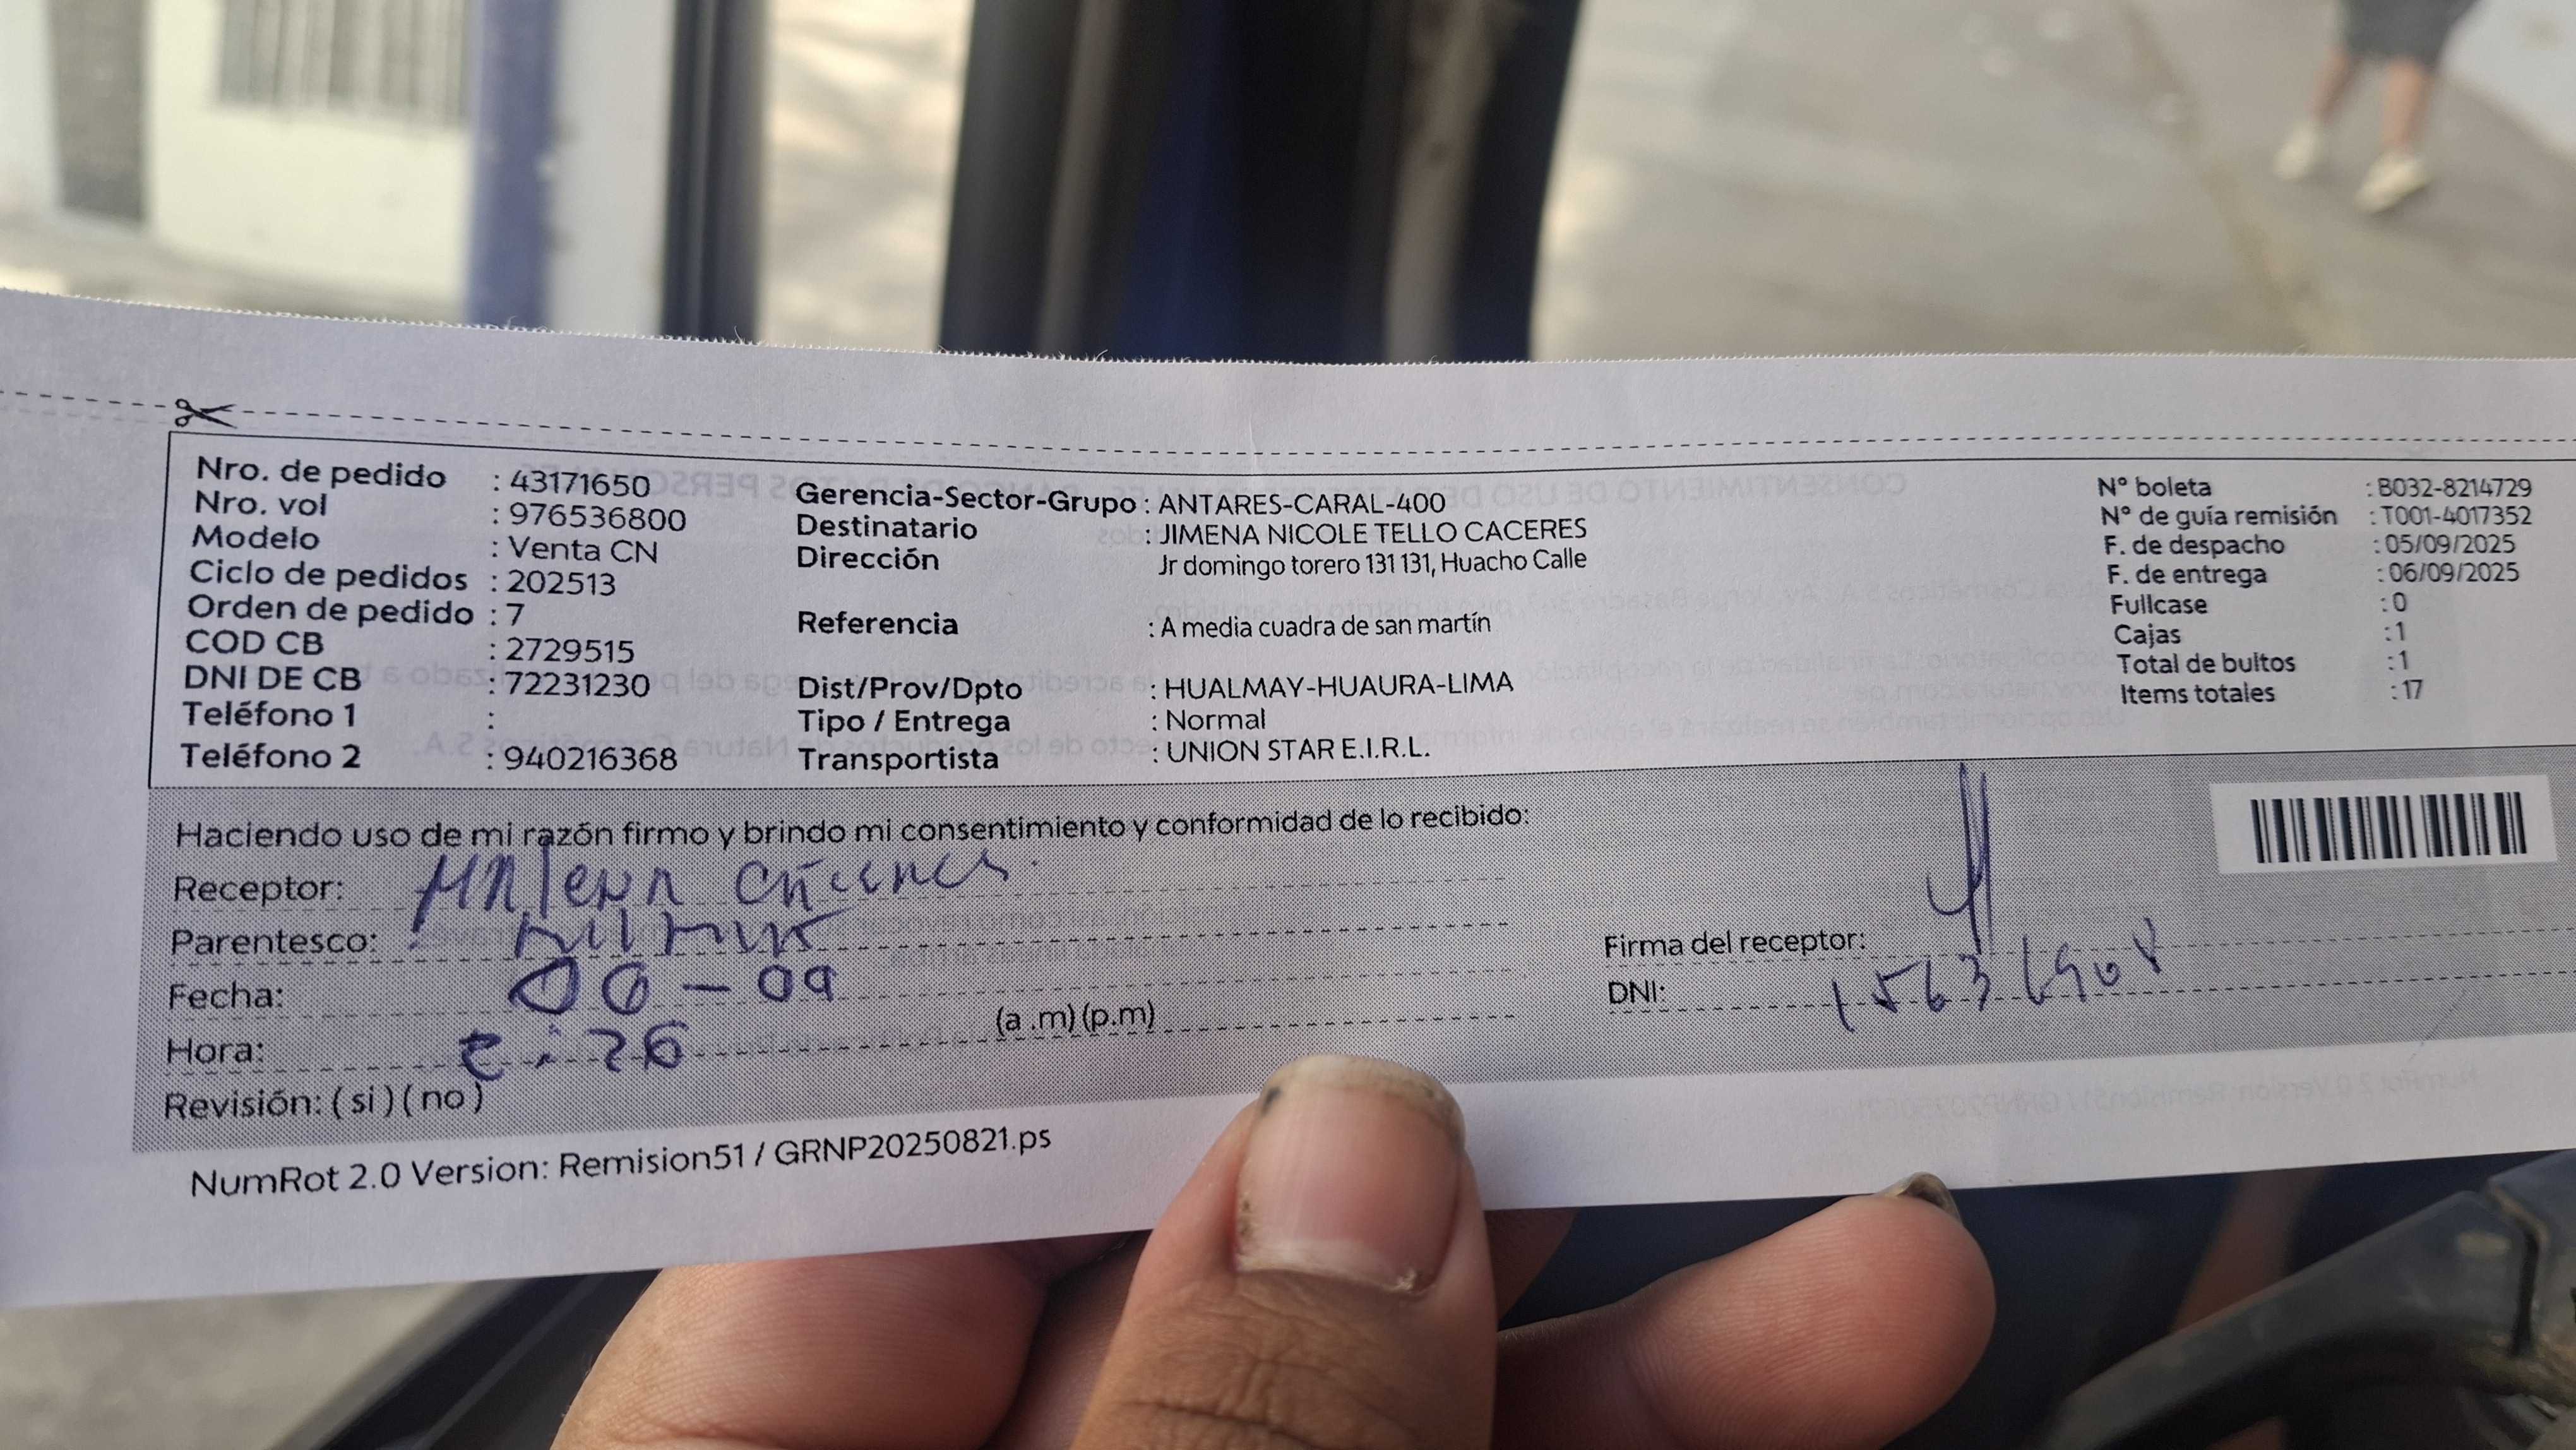 Nro. de pedido : 43171650
Nro. vol : 976536800
Modelo : Venta CN
Ciclo de pedidos : 202513
Orden de pedido : 7
COD CB : 2729515
DNI DE CB : 72231230
Teléfono 1 :
Teléfono 2 : 940216368
Gerencia-Sector-Grupo : ANTARES-CARAL-400
Destinatario : JIMENA NICOLE TELLO CACERES
Dirección Jr domingo torero 131 131, Huacho Calle
Referencia : A media cuadra de san martín
Dist/Prov/Dpto : HUALMAY-HUAURA-LIMA
Tipo / Entrega : Normal
Transportista : UNION STAR E.I.R.L.
N° boleta : B032-8214729
N° de guía remisión : T001-4017352
F. de despacho : 05/09/2025
F. de entrega : 06/09/2025
Fullcase : 0
Cajas : 1
Total de bultos : 1
Items totales : 17
Haciendo uso de mi razón firmo y brindo mi consentimiento y conformidad de lo recibido:
Receptor:
Parentesco:
Fecha: 06-09
Hora: (a .m) (p.m)
Revisión: ( si ) ( no )
Firma del receptor:
DNI:
NumRot 2.0 Version: Remision51 / GRNP20250821.ps